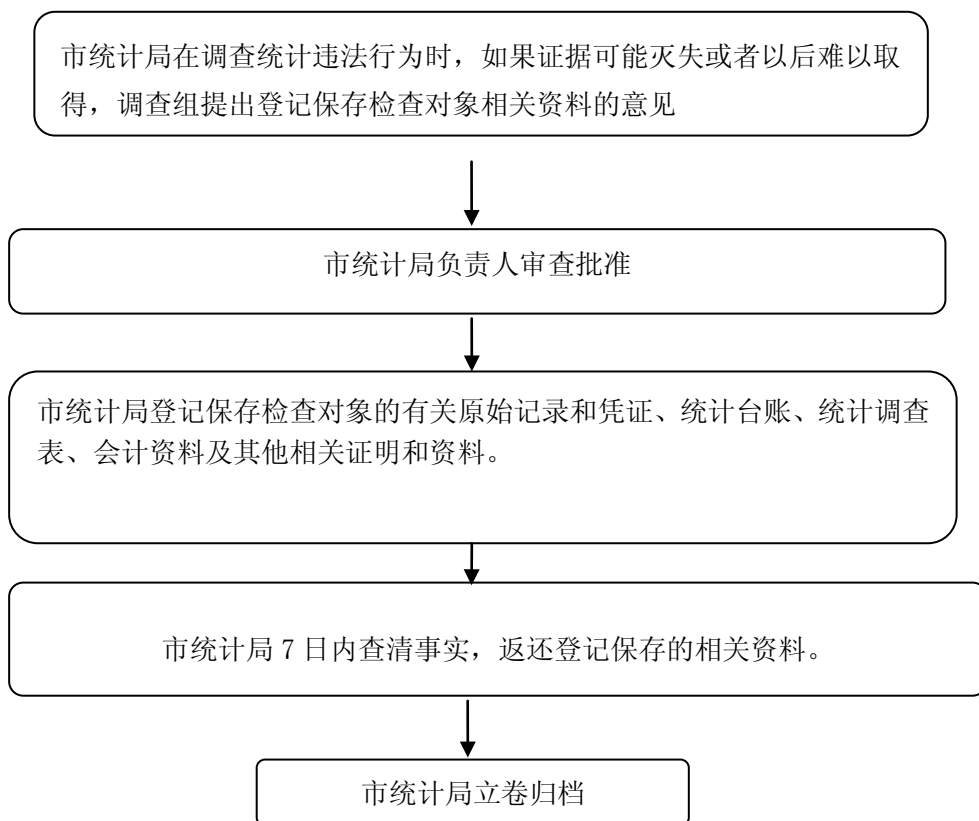 市统计局在调查统计违法行为时，如果证据可能灭失或者以后难以取
得，调查组提出登记保存检查对象相关资料的意见
市统计局负责人审查批准
市统计局登记保存检查对象的有关原始记录和凭证、统计台账、统计调查
表、会计资料及其他相关证明和资料。
市统计局 7 日内查清事实，返还登记保存的相关资料。
市统计局立卷归档